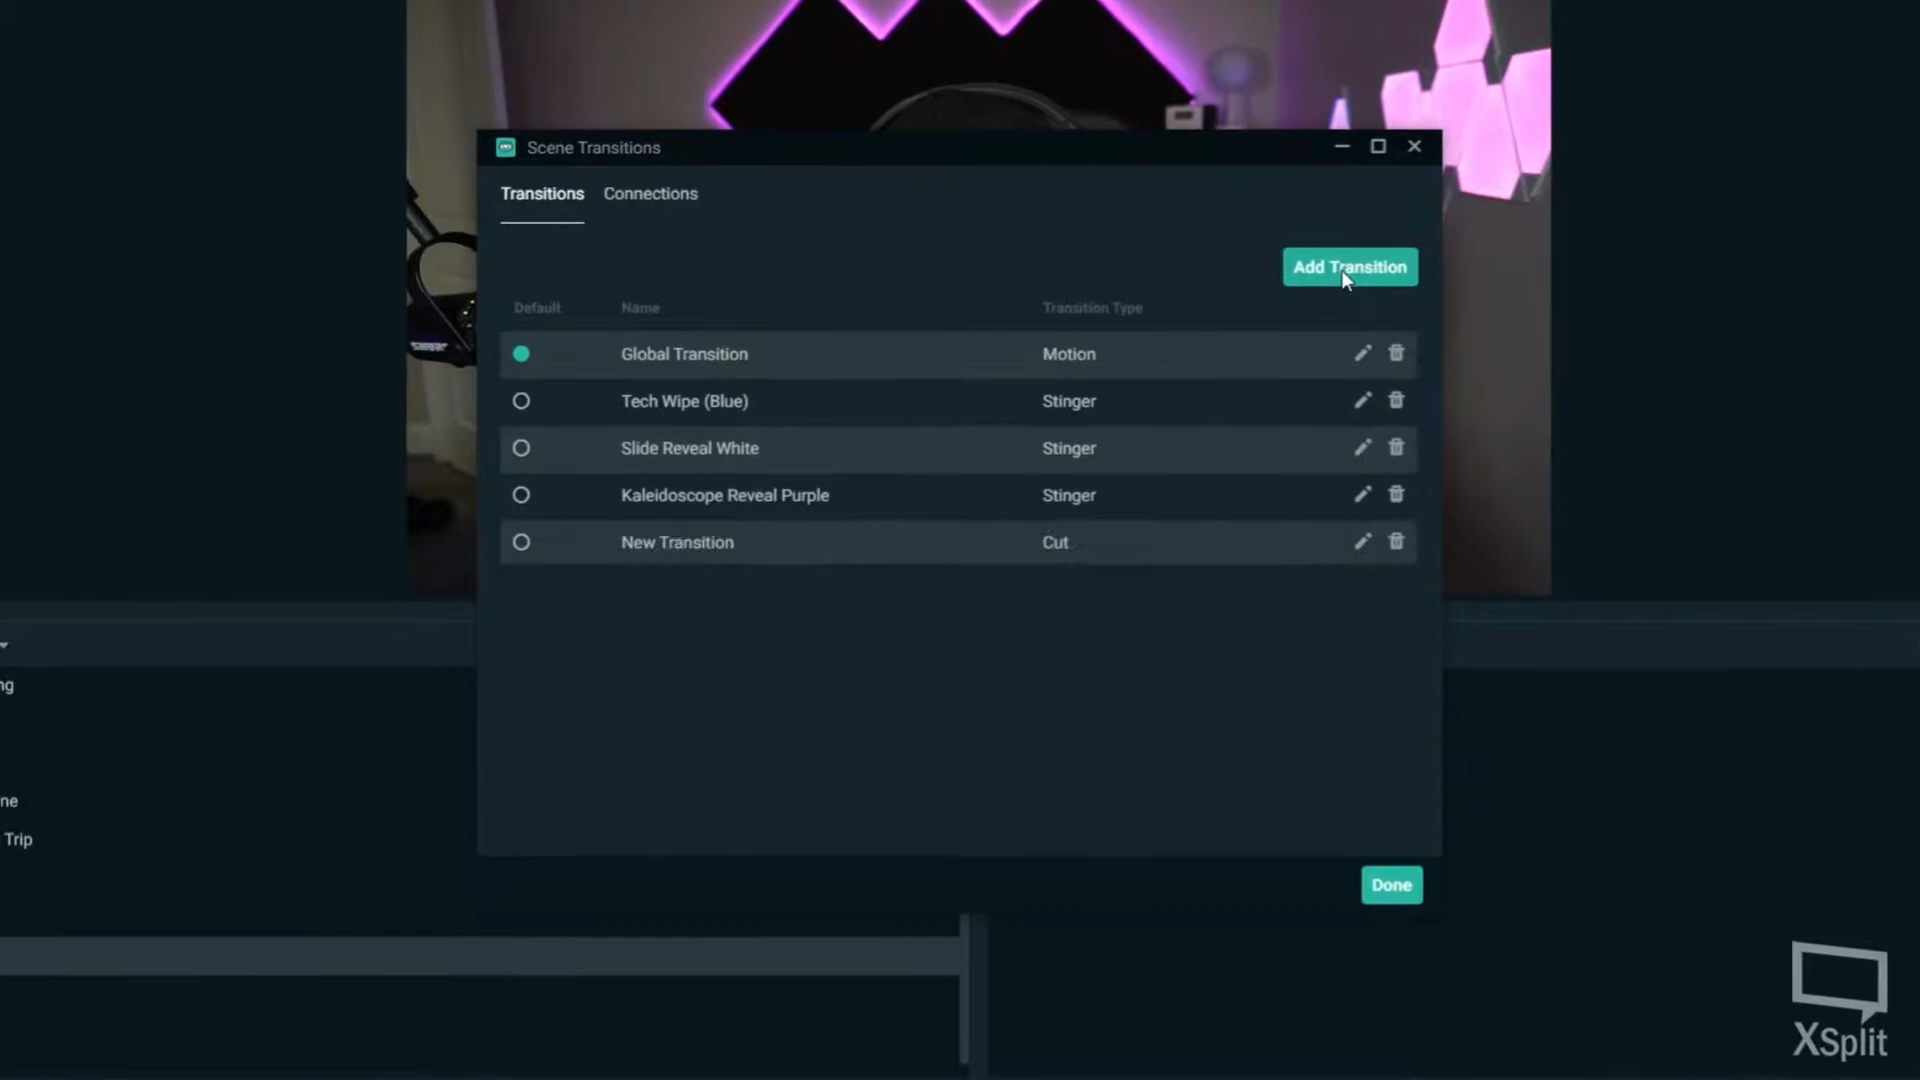 Scene Transitions
Transitions Connections
Add Transition
Default Name Transition Type
Global Transition Motion
Tech Wipe (Blue) Stinger
Slide Reveal White Stinger
Kaleidoscope Reveal Purple Stinger
New Transition Cut
ng
ne
Trip
Done
XSplit